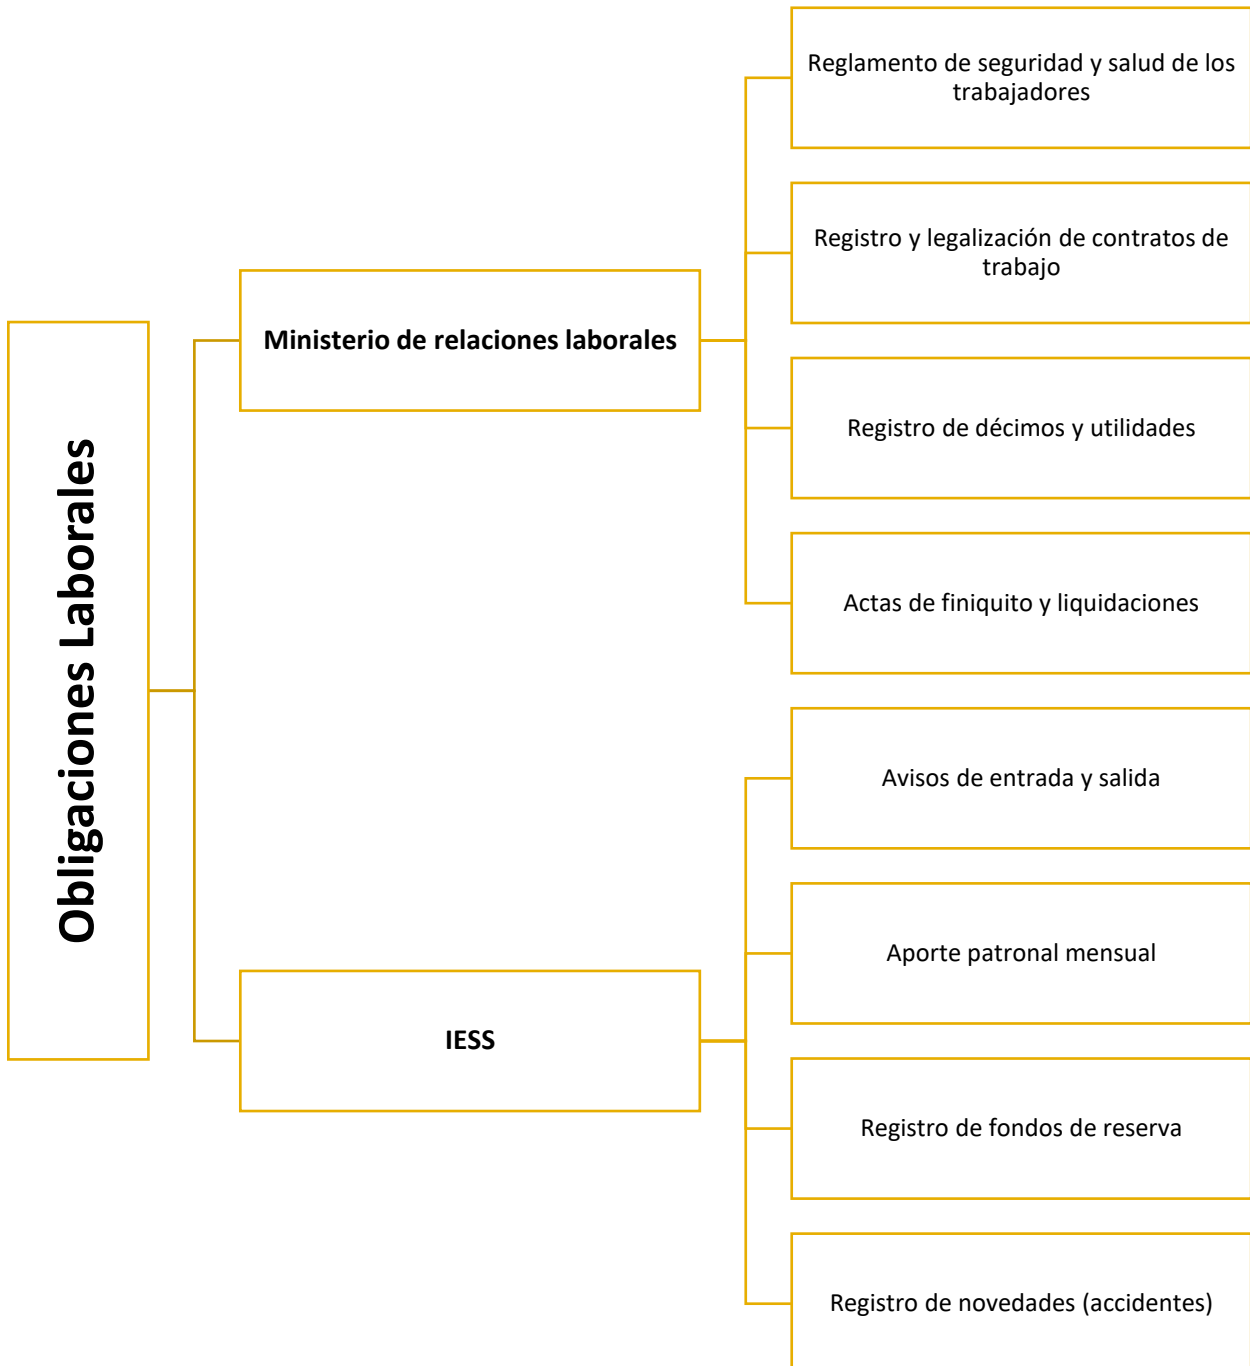 Obligaciones Laborales
Ministerio de relaciones laborales
Reglamento de seguridad y salud de los
trabajadores
Registro y legalización de contratos de
trabajo
Registro de décimos y utilidades
Actas de finiquito y liquidaciones
IESS
Avisos de entrada y salida
Aporte patronal mensual
Registro de fondos de reserva
Registro de novedades (accidentes)